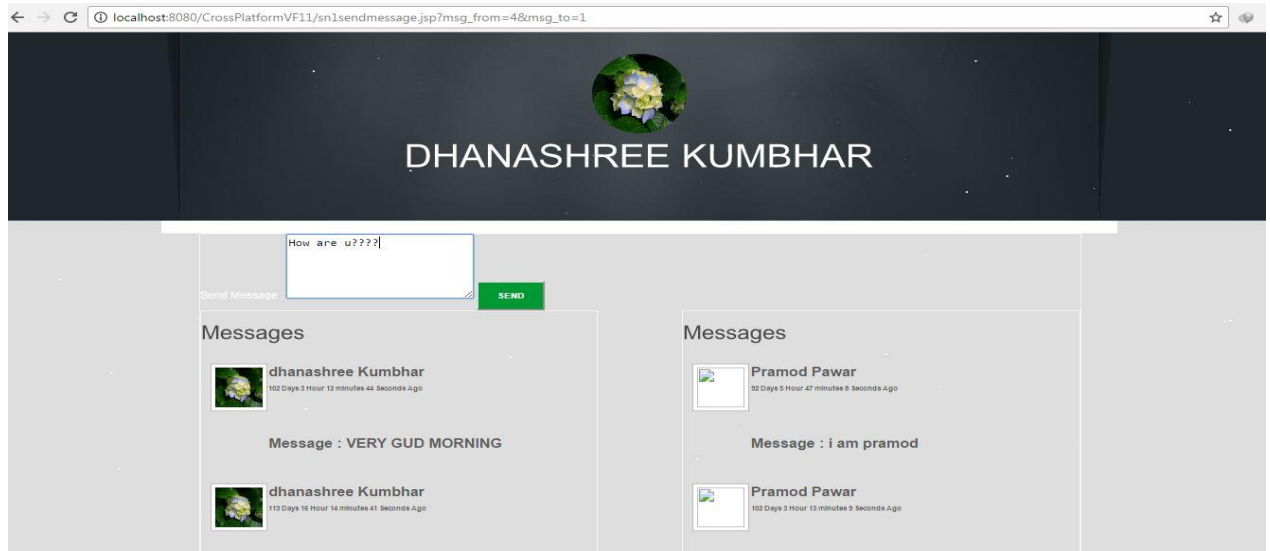 localhost:8080/CrossPlatformVF11/sn1sendmessage.jsp?msg_from=4&msg_to=1
DHANASHREE KUMBHAR
How are u????
Send Message
SEND
Messages
dhanashree Kumbhar
102 Days 3 Hour 12 minutes 44 Seconds Ago
Message : VERY GUD MORNING
dhanashree Kumbhar
113 Days 16 Hour 14 minutes 41 Seconds Ago
Messages
Pramod Pawar
92 Days 5 Hour 47 minutes 8 Seconds Ago
Message : i am pramod
Pramod Pawar
102 Days 3 Hour 13 minutes 5 Seconds Ago